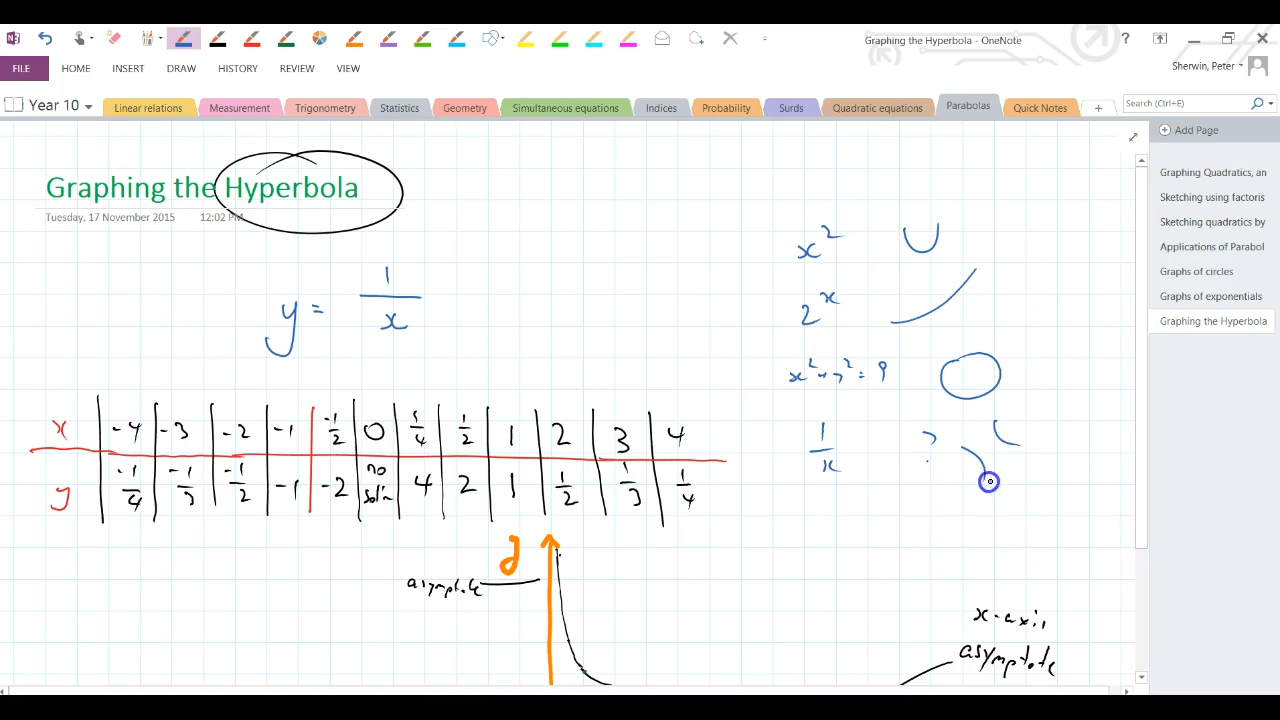 Graphing the Hyperbola - OneNote
?
FILE HOME INSERT DRAW HISTORY REVIEW VIEW
Sherwin, Peter
Year 10 Linear relations Measurement Trigonometry Statistics Geometry Simultaneous equations Indices Probability Surds Quadratic equations Parabolas Quick Notes +
Search (Ctrl+E)
Add Page
Graphing Quadratics, an
Sketching using factoris
Sketching quadratics by
Applications of Parabol
Graphs of circles
Graphs of exponentials
Graphing the Hyperbola
Graphing the Hyperbola
Tuesday, 17 November 2015 12:02 PM
y = 1/x
x²
2ˣ
x² + y² = 9
1/x ?
x -4 -3 -2 -1 -1/2 0 1/4 1/2 1 2 3 4
y -1/4 -1/3 -1/2 -1 -2 no sol'n 4 2 1 1/2 1/3 1/4
y
asymptote
x-axis
asymptote